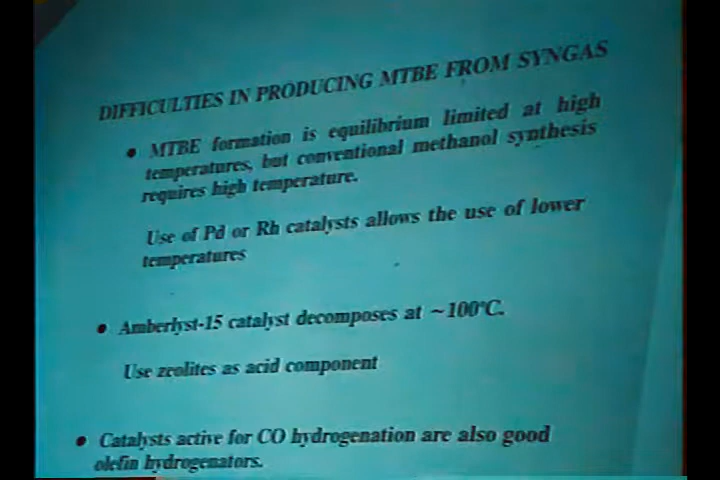 DIFFICULTIES IN PRODUCING MTBE FROM SYNGAS
• MTBE formation is equilibrium limited at high
temperatures, but conventional methanol synthesis
requires high temperature.
Use of Pd or Rh catalysts allows the use of lower
temperatures
• Amberlyst-15 catalyst decomposes at ~100°C.
Use zeolites as acid component
• Catalysts active for CO hydrogenation are also good
olefin hydrogenators.